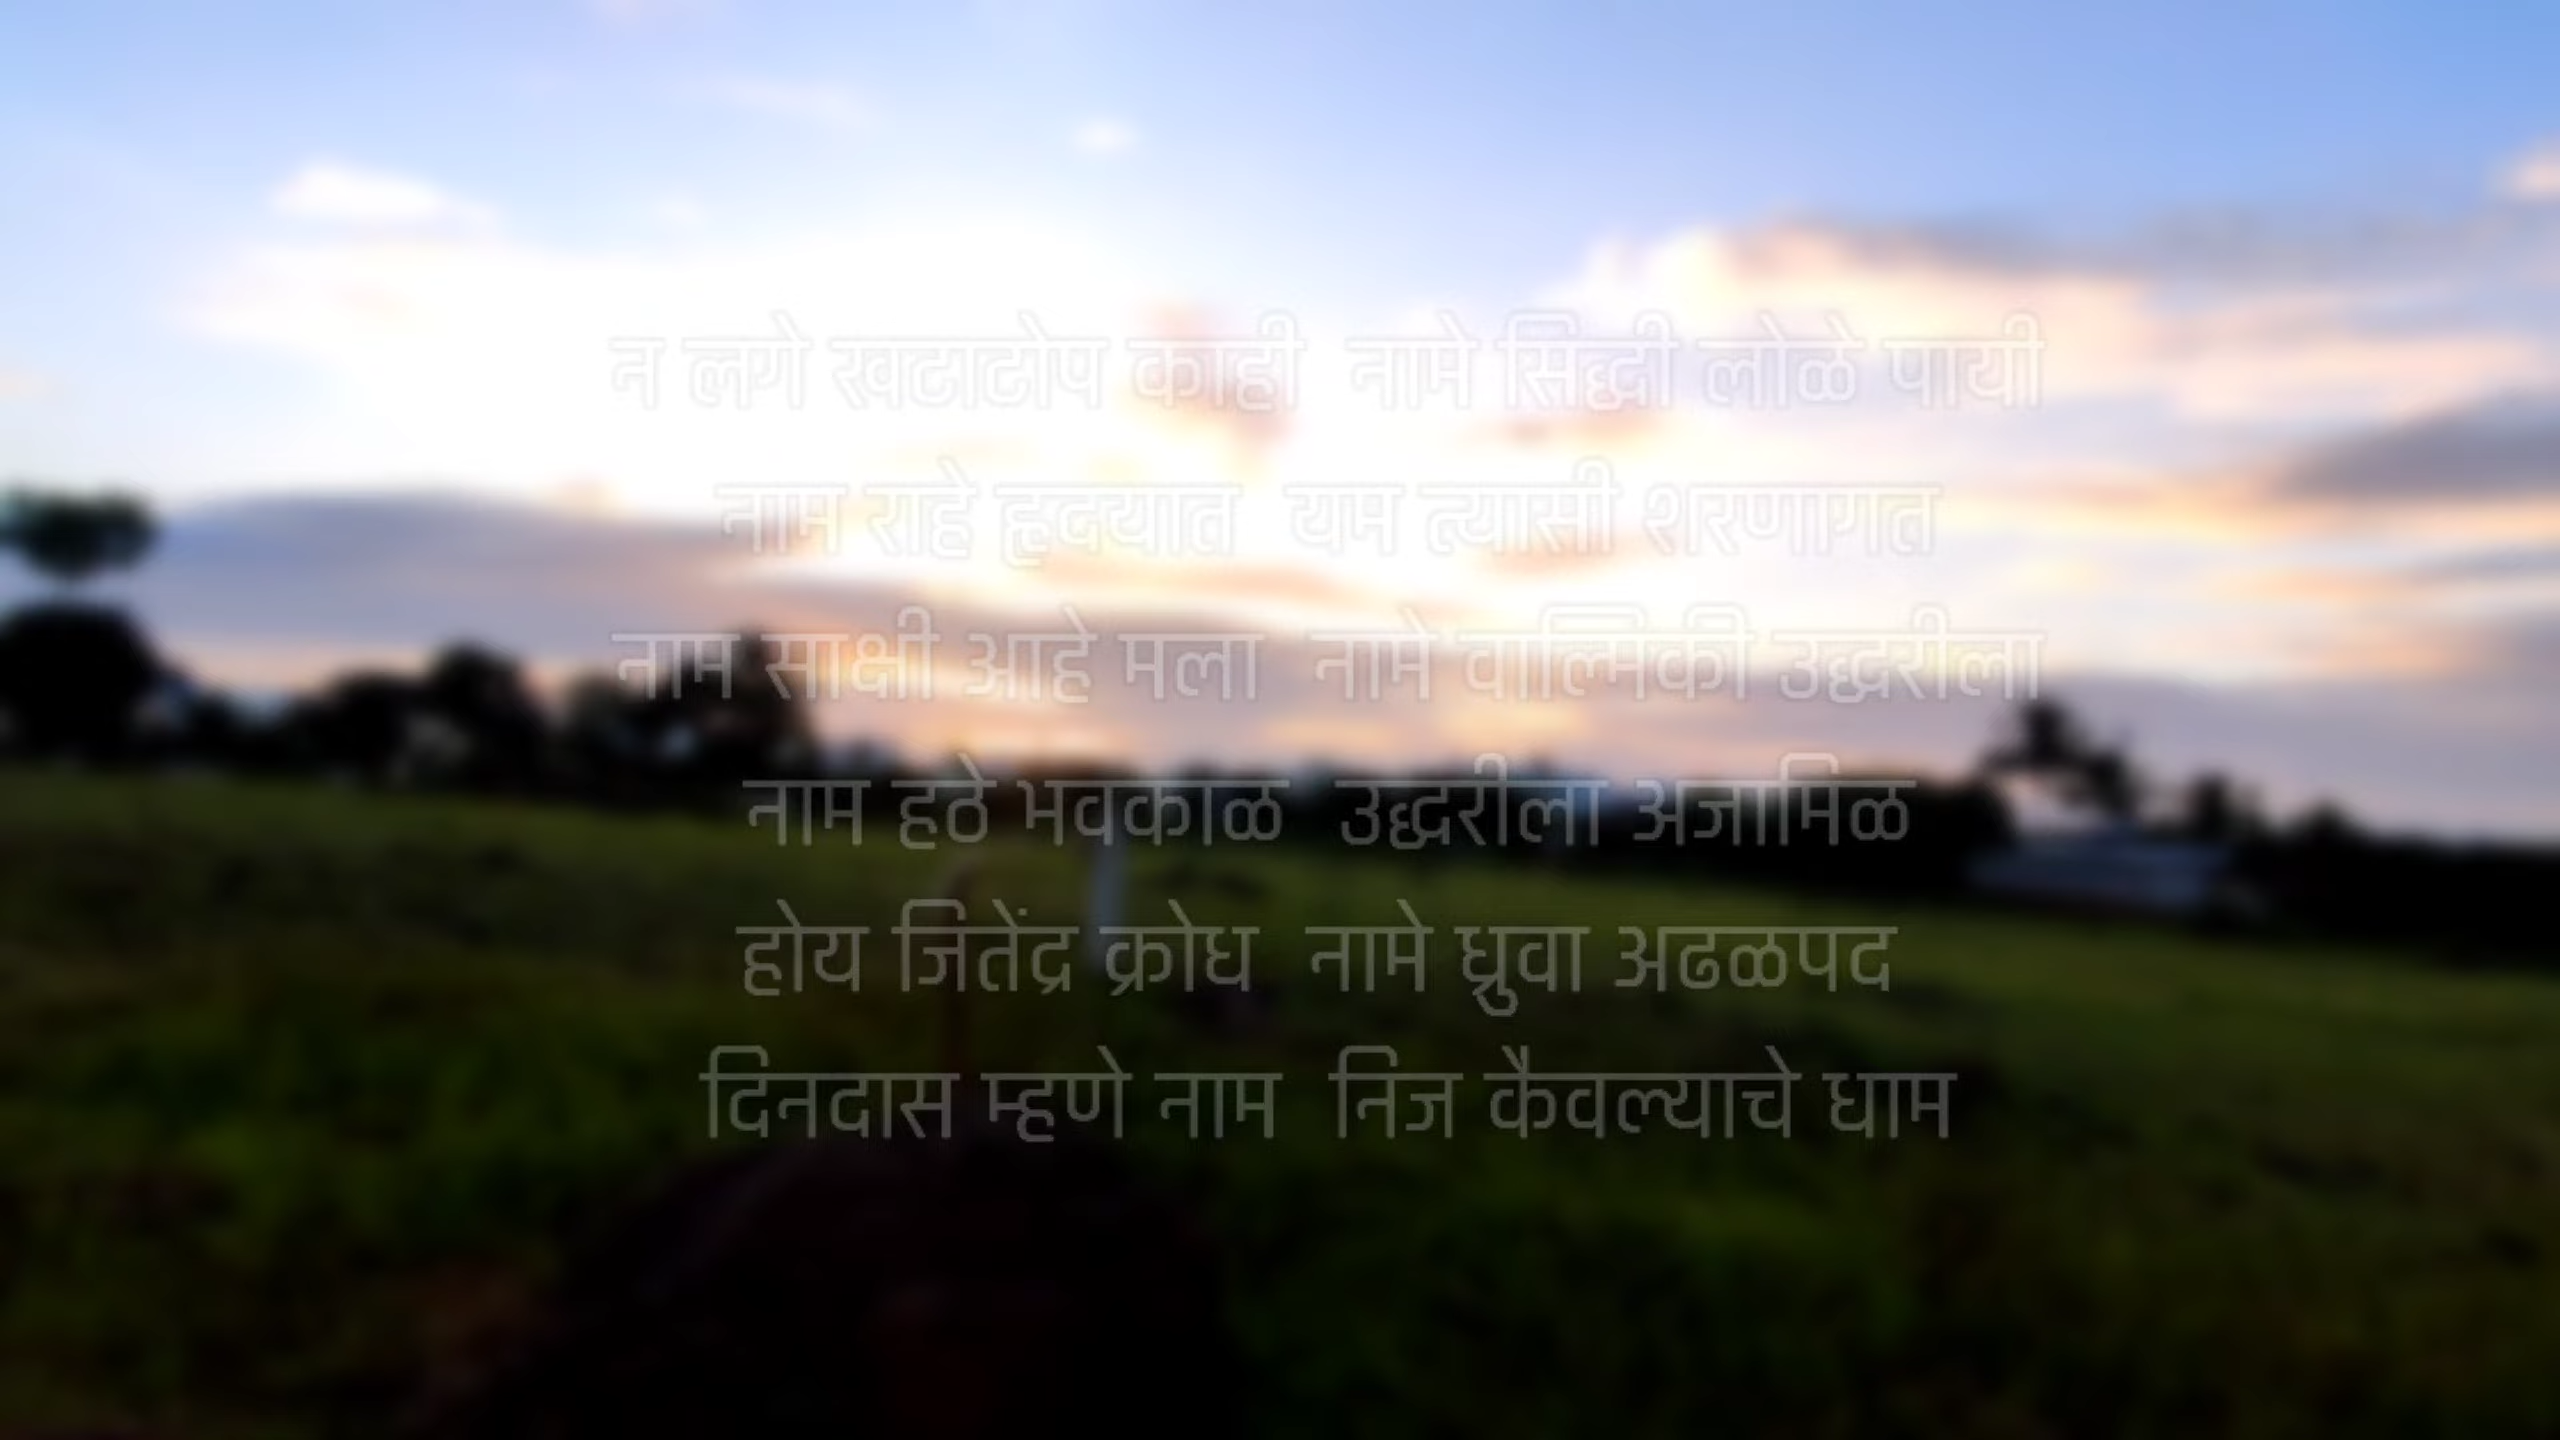 न लगे खटाटोप काही नामे सिद्धी लोळे पायी
नाम राहे हृदयात यम त्यासी शरणागत
नाम साक्षी आहे मला नामे वाल्मिकी उद्धरीला
नाम हठे भवकाळ उद्धरीला अजामिळ
होय जितेंद्र क्रोध नामे ध्रुवा अढळपद
दिनदास म्हणे नाम निज कैवल्याचे धाम